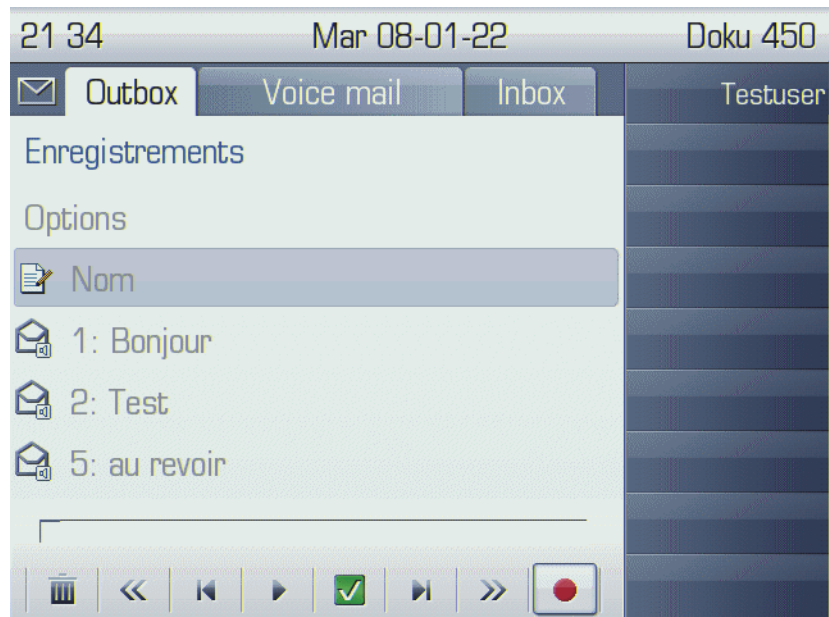 21 34 Mar 08-01-22 Doku 450
Outbox Voice mail Inbox Testuser
Enregistrements
Options
Nom
1: Bonjour
2: Test
5: au revoir